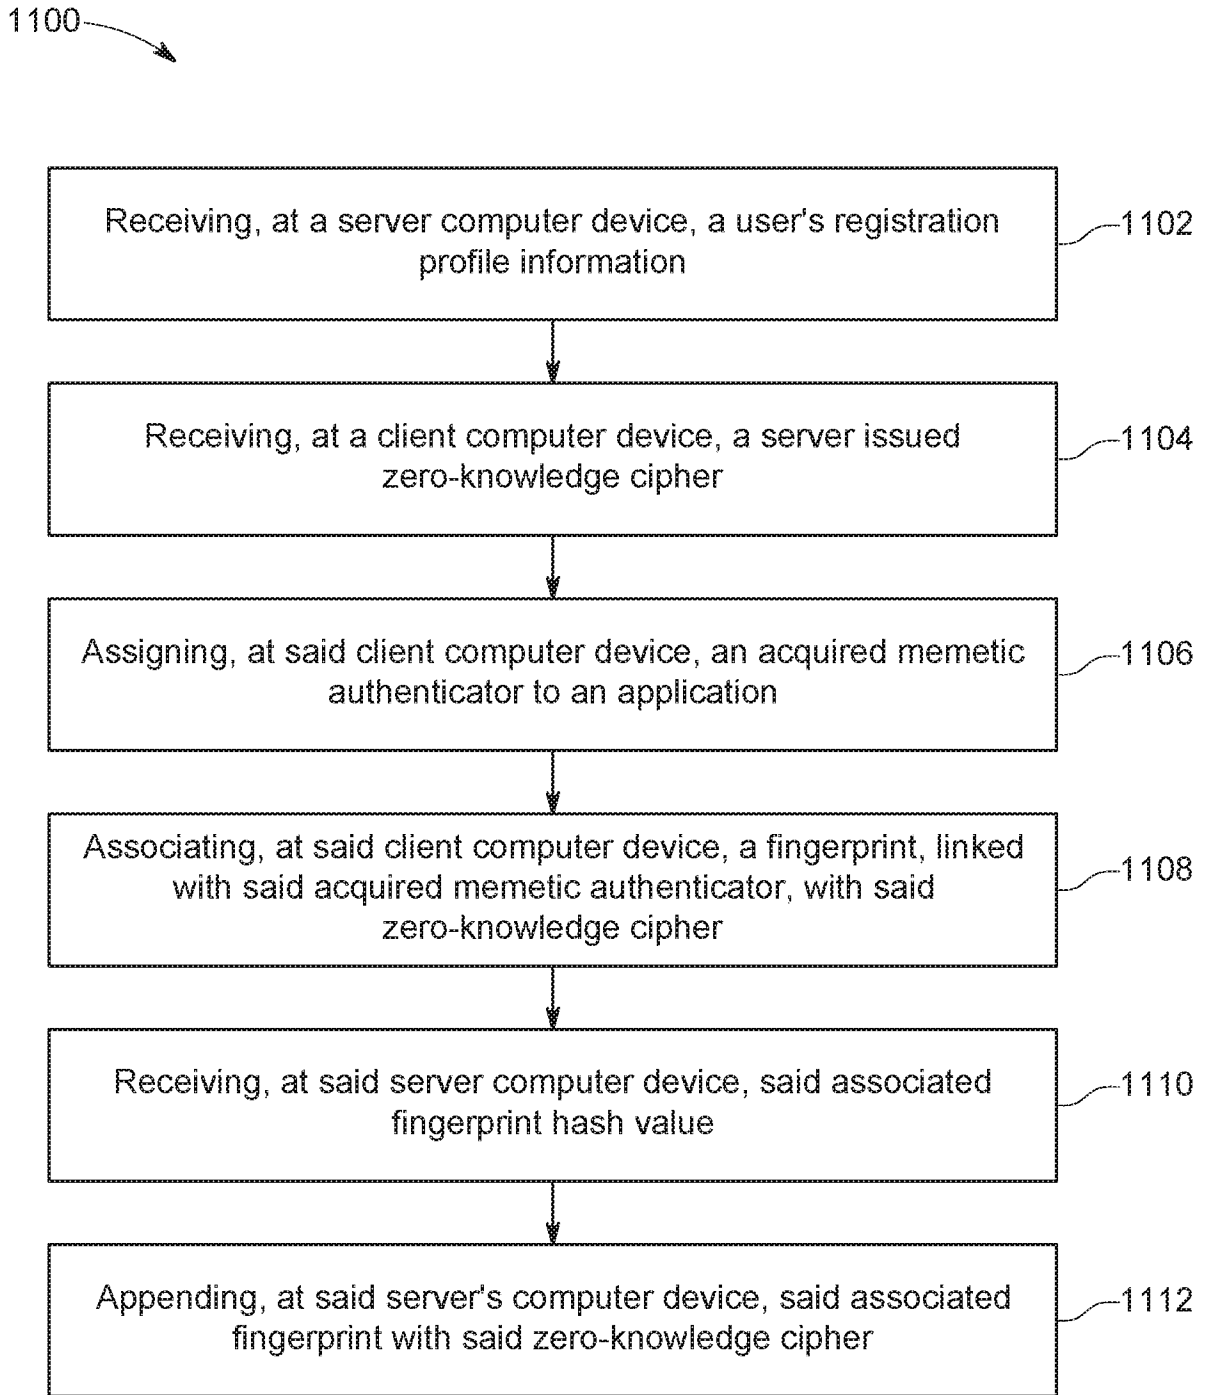 1100
Receiving, at a server computer device, a user's registration
profile information
1102
Receiving, at a client computer device, a server issued
zero-knowledge cipher
1104
Assigning, at said client computer device, an acquired memetic
authenticator to an application
1106
Associating, at said client computer device, a fingerprint, linked
with said acquired memetic authenticator, with said
zero-knowledge cipher
1108
Receiving, at said server computer device, said associated
fingerprint hash value
1110
Appending, at said server's computer device, said associated
fingerprint with said zero-knowledge cipher
1112